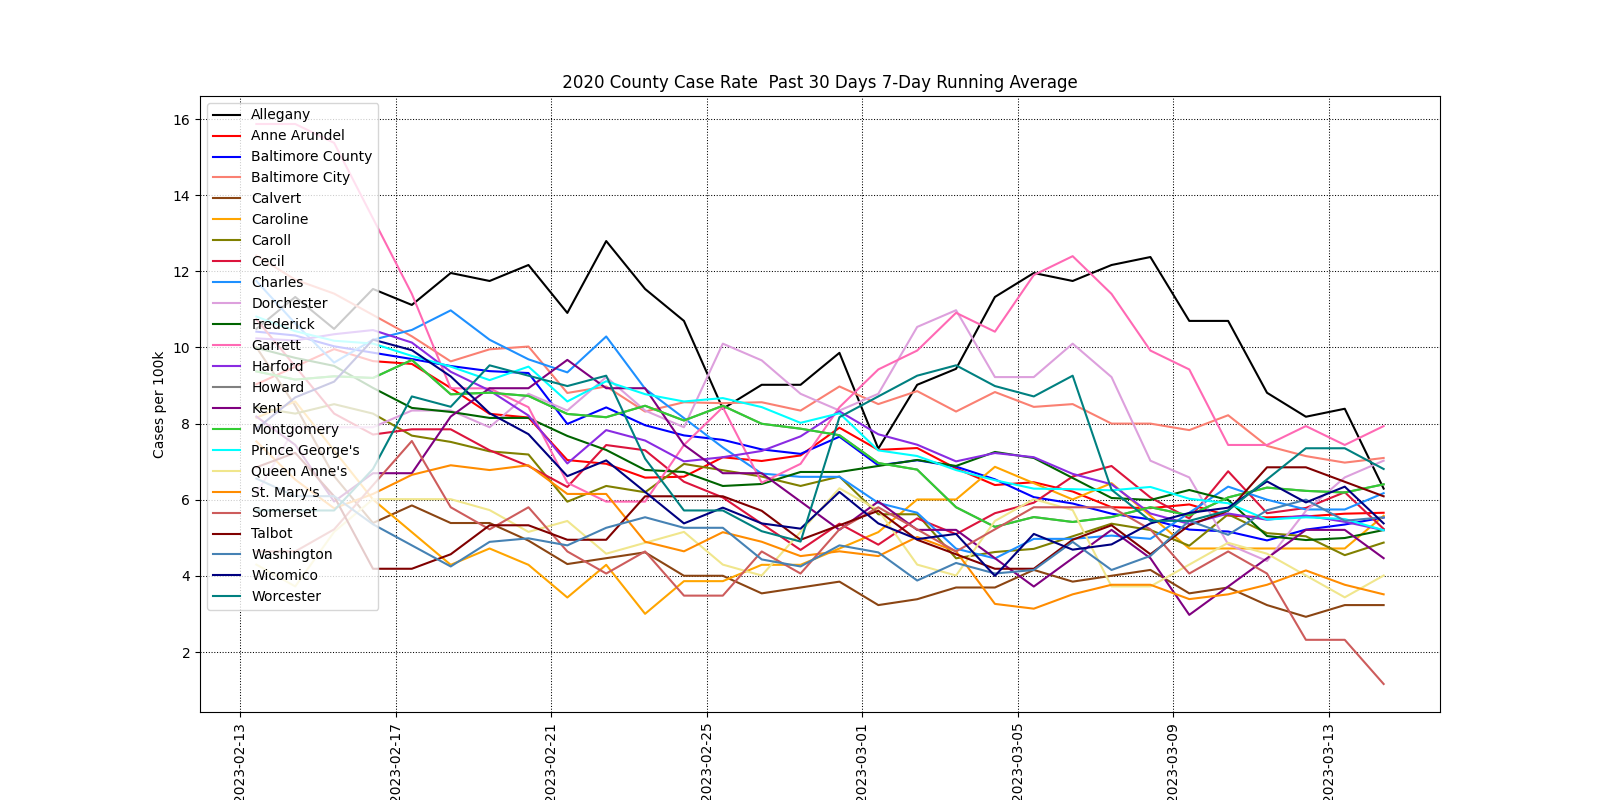 2020 County Case Rate  Past 30 Days 7-Day Running Average
Cases per 100k
16
14
12
10
8
6
4
2
Allegany
Anne Arundel
Baltimore County
Baltimore City
Calvert
Caroline
Caroll
Cecil
Charles
Dorchester
Frederick
Garrett
Harford
Howard
Kent
Montgomery
Prince George's
Queen Anne's
St. Mary's
Somerset
Talbot
Washington
Wicomico
Worcester
2023-02-13
2023-02-17
2023-02-21
2023-02-25
2023-03-01
2023-03-05
2023-03-09
2023-03-13